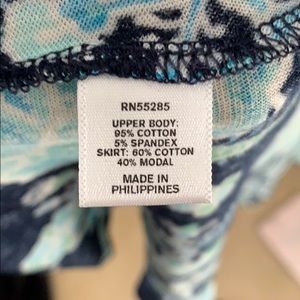 RN55285
UPPER BODY:
95% COTTON
5% SPANDEX
SKIRT: 60% COTTON
40% MODAL
MADE IN
PHILIPPINES